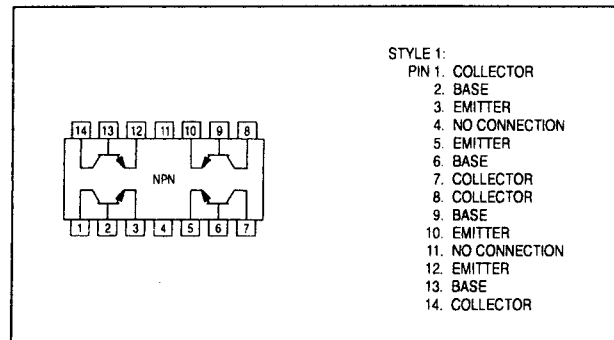 STYLE 1:
PIN 1. COLLECTOR
2. BASE
3. EMITTER
4. NO CONNECTION
5. EMITTER
6. BASE
7. COLLECTOR
8. COLLECTOR
9. BASE
10. EMITTER
11. NO CONNECTION
12. EMITTER
13. BASE
14. COLLECTOR
14 13 12 11 10 9 8
NPN
1 2 3 4 5 6 7